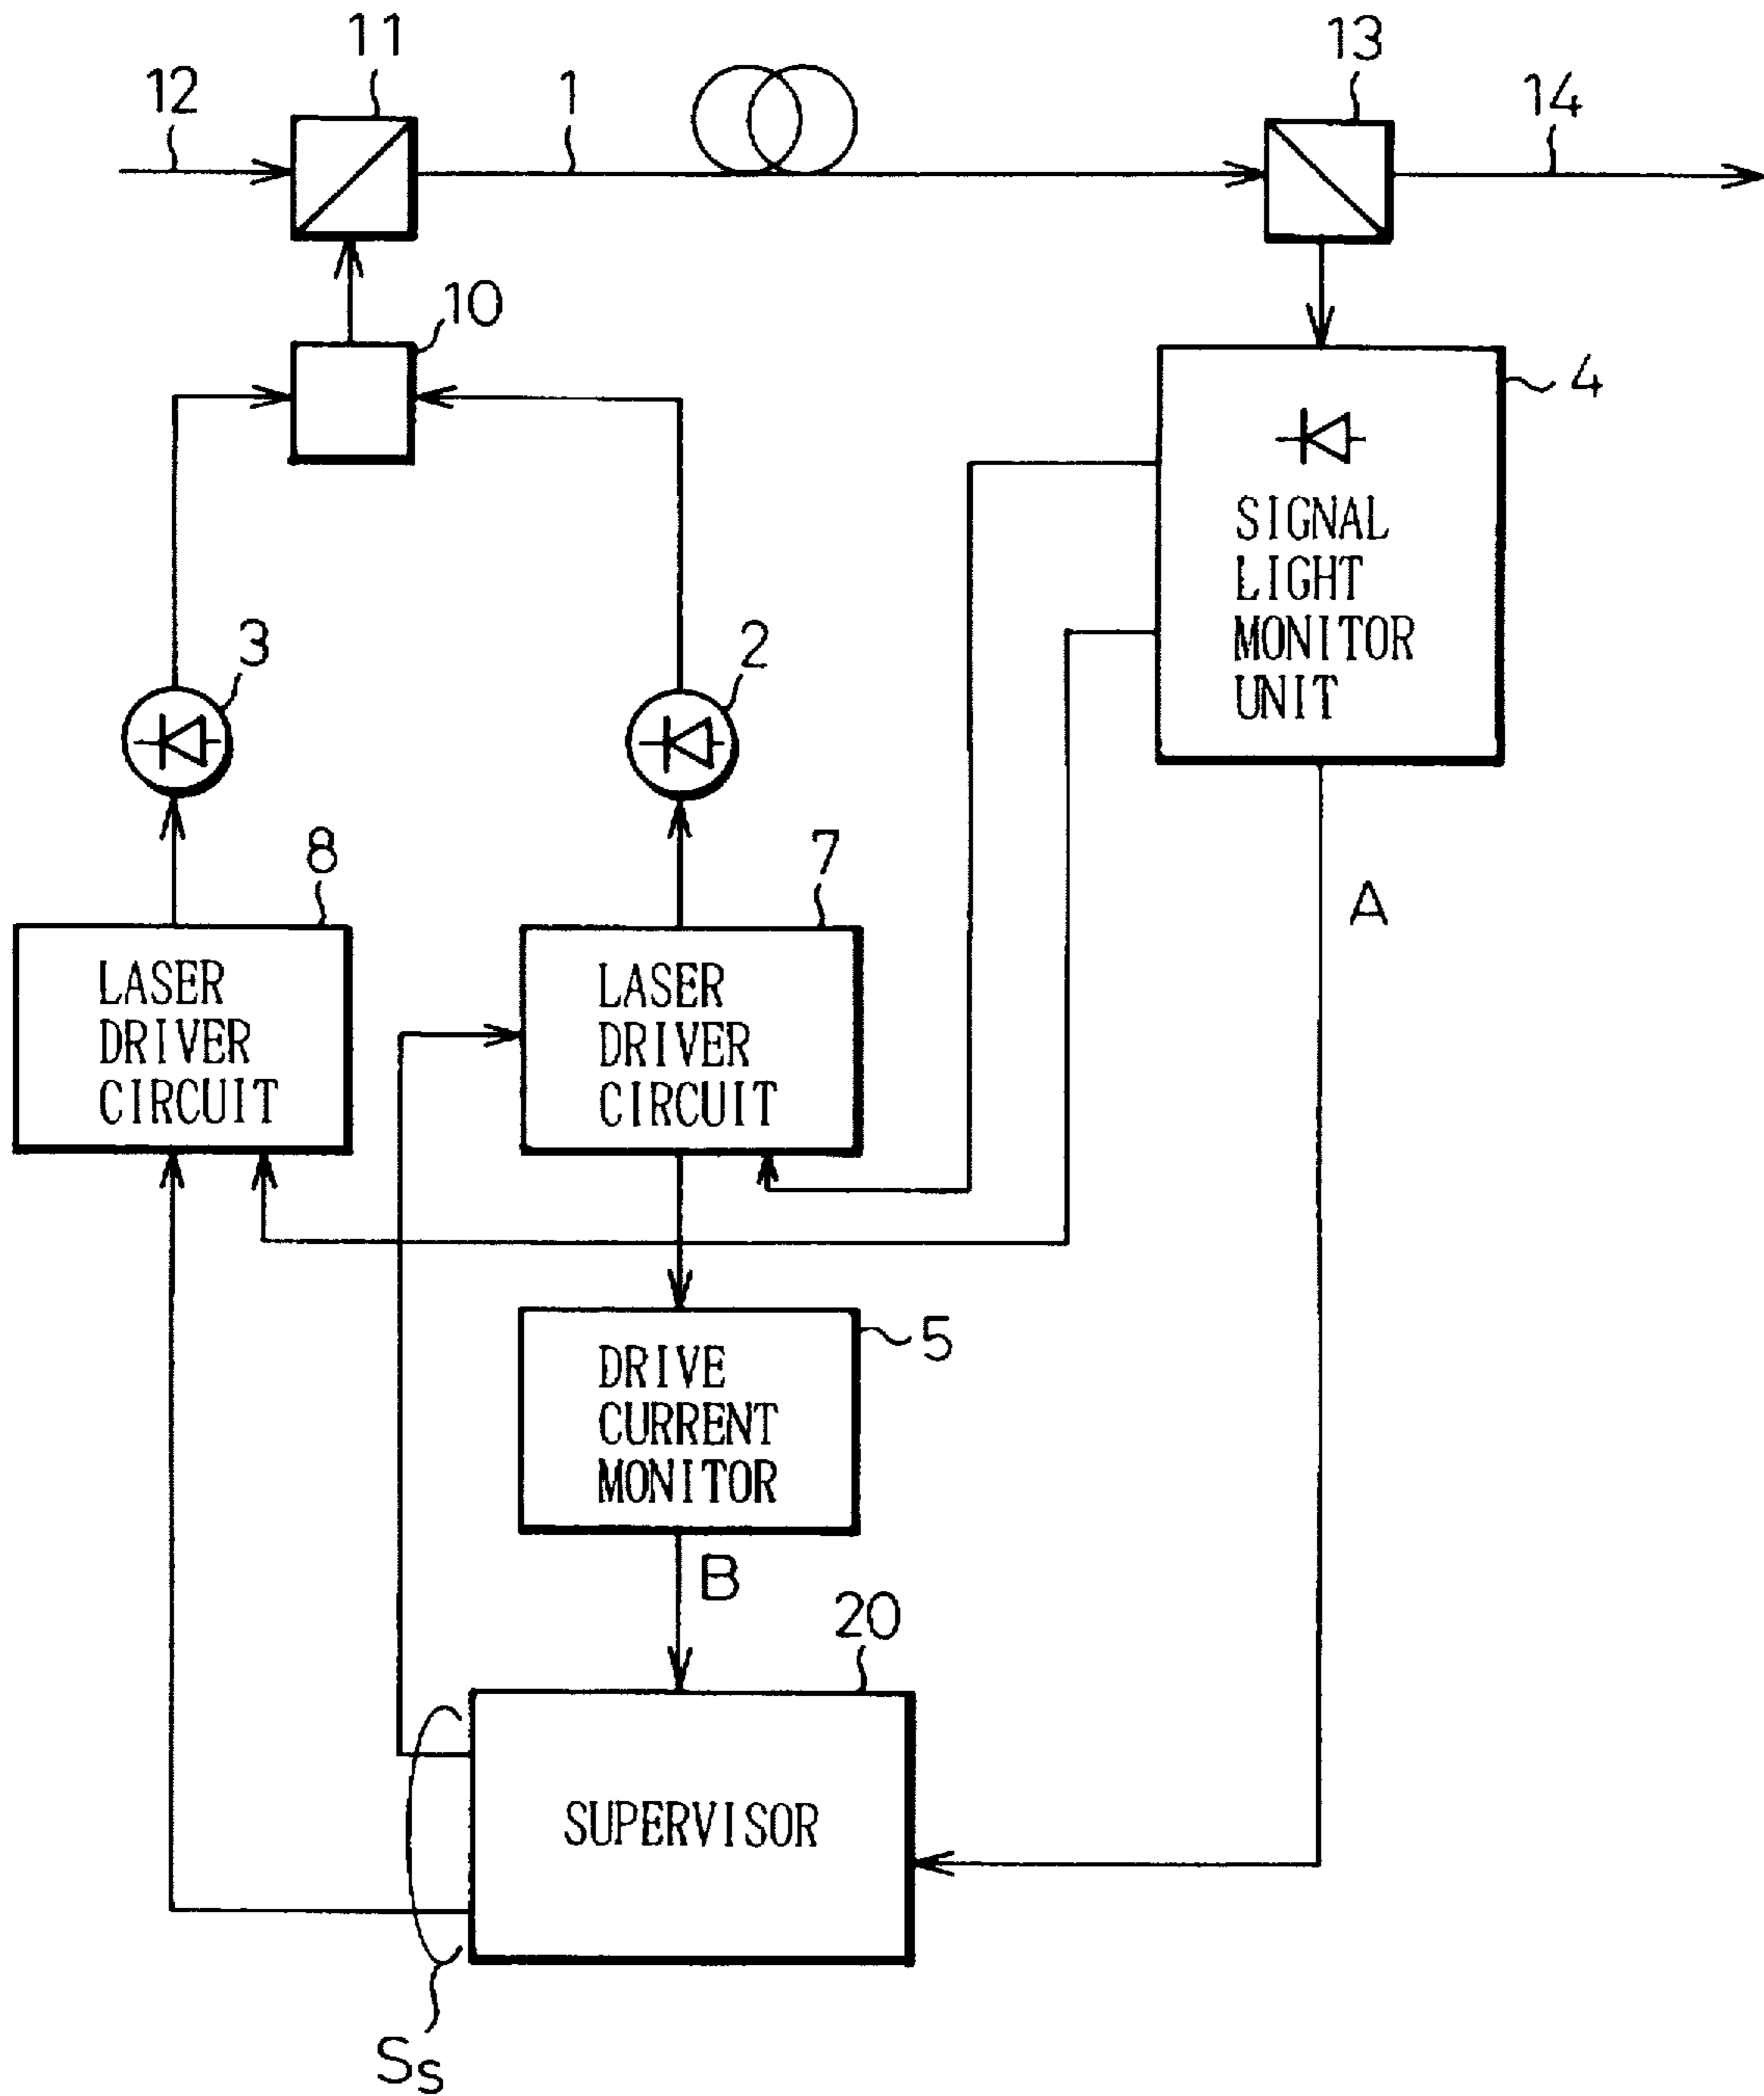 11
12
1
13
14
10
4
SIGNAL
LIGHT
MONITOR
UNIT
3
2
8
7
A
LASER
DRIVER
CIRCUIT
LASER
DRIVER
CIRCUIT
5
DRIVE
CURRENT
MONITOR
B
20
SUPERVISOR
Ss